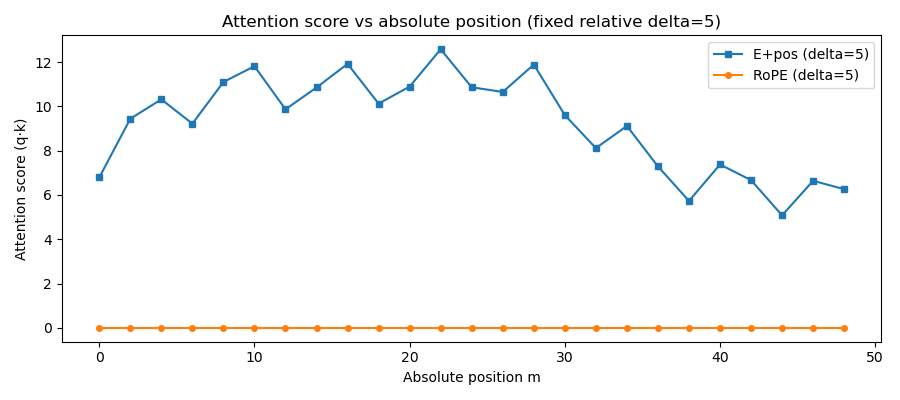 Attention score vs absolute position (fixed relative delta=5)
E+pos (delta=5)
RoPE (delta=5)
Attention score (q·k)
12
10
8
6
4
2
0
0 10 20 30 40 50
Absolute position m